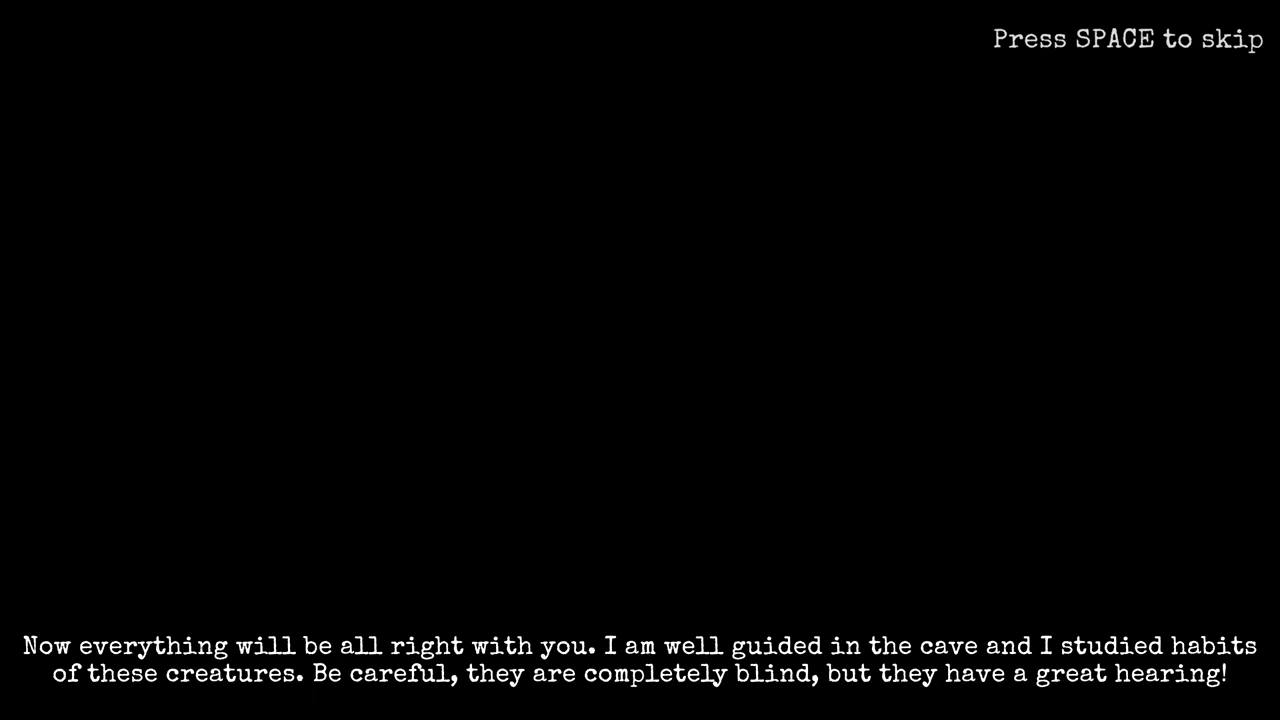 Press SPACE to skip
Now everything will be all right with you. I am well guided in the cave and I studied habits
of these creatures. Be careful, they are completely blind, but they have a great hearing!